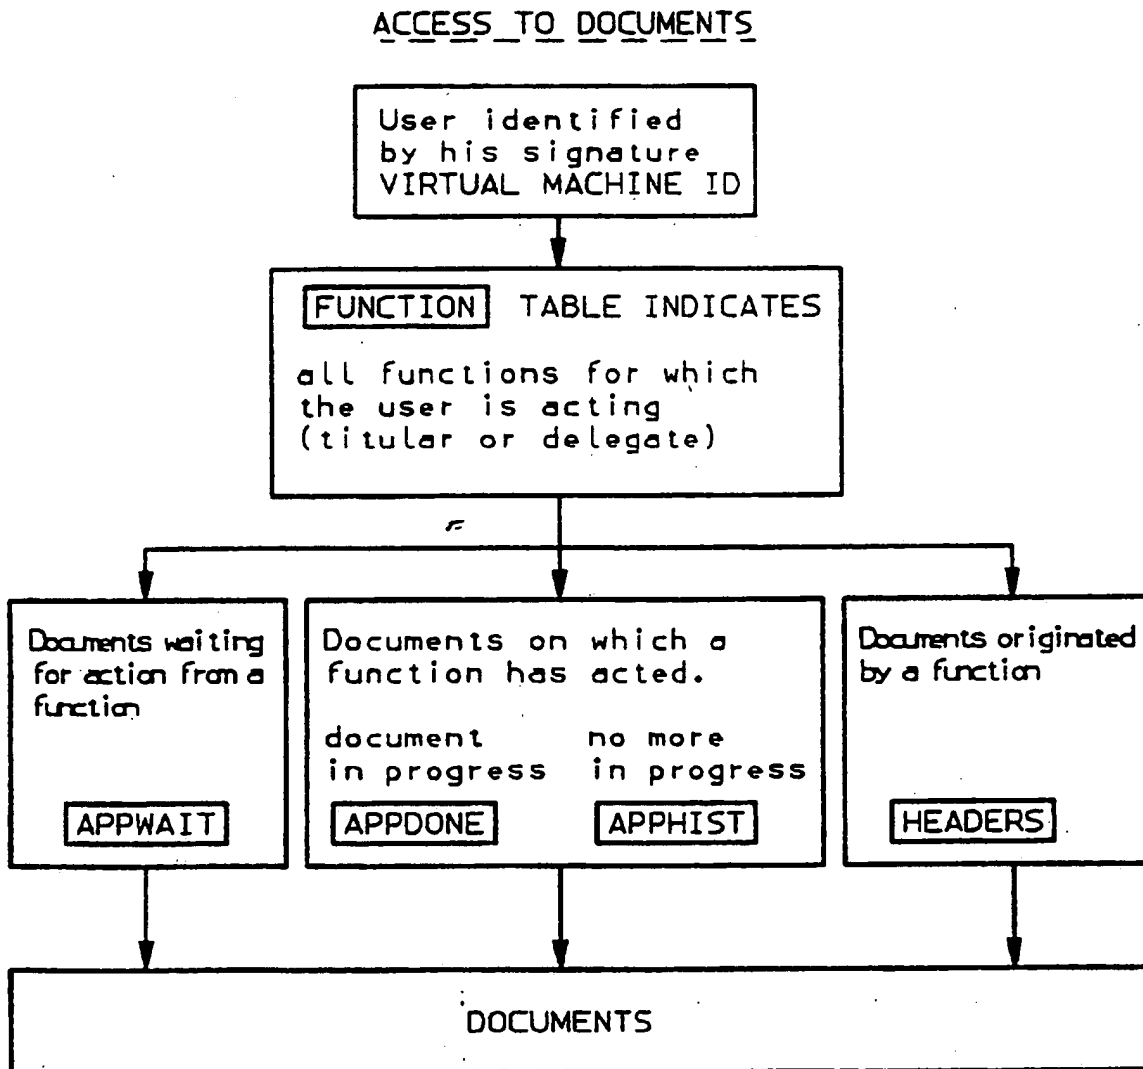 ACCESS TO DOCUMENTS
User identified
by his signature
VIRTUAL MACHINE ID
FUNCTION TABLE INDICATES
all functions for which
the user is acting
(titular or delegate)
Documents waiting
for action from a
function
APPWAIT
Documents on which a
function has acted.
document
in progress
APPDONE
no more
in progress
APPHIST
Documents originated
by a function
HEADERS
DOCUMENTS